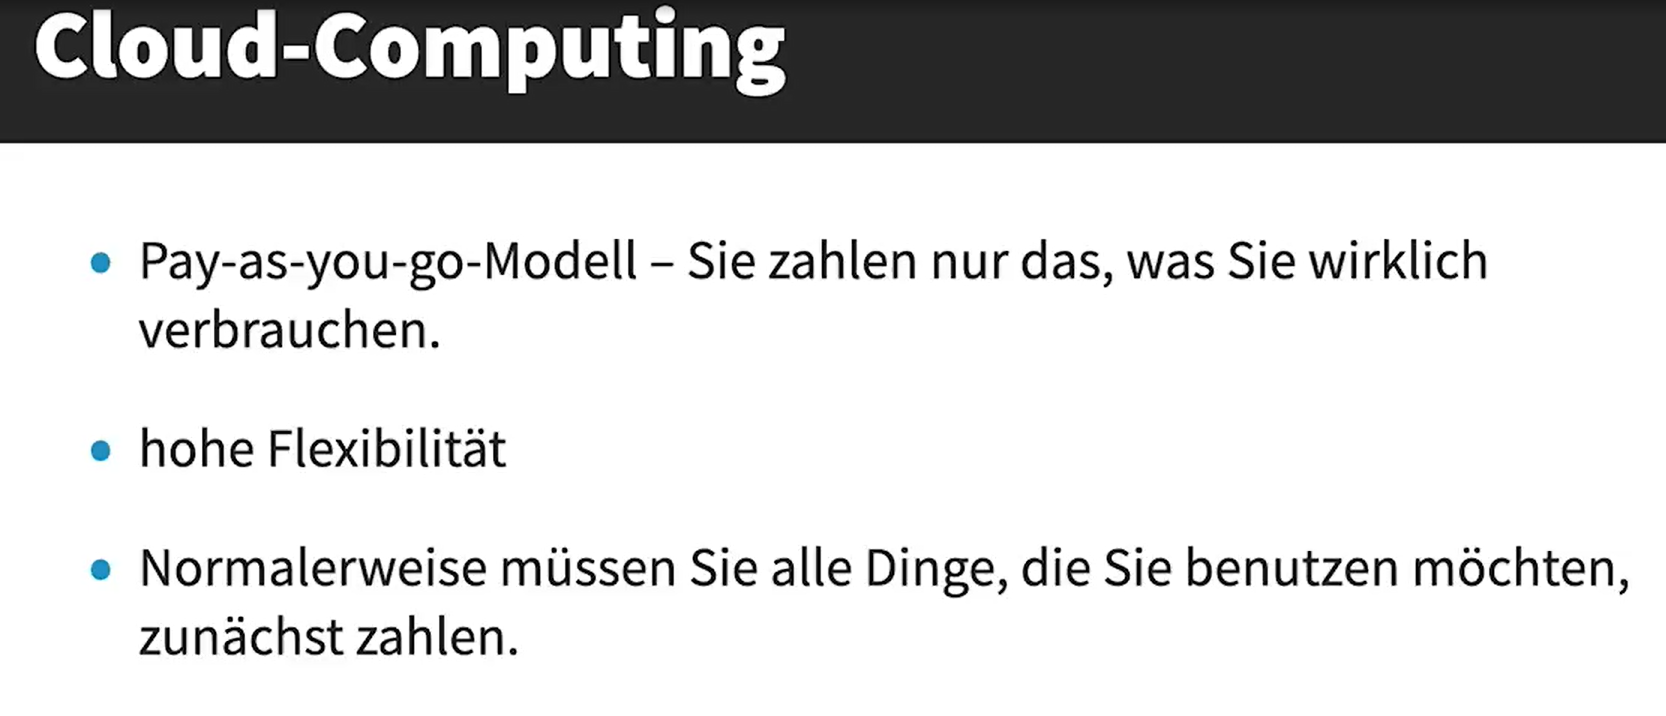 Cloud-Computing
• Pay-as-you-go-Modell – Sie zahlen nur das, was Sie wirklich
verbrauchen.
• hohe Flexibilität
• Normalerweise müssen Sie alle Dinge, die Sie benutzen möchten,
zunächst zahlen.